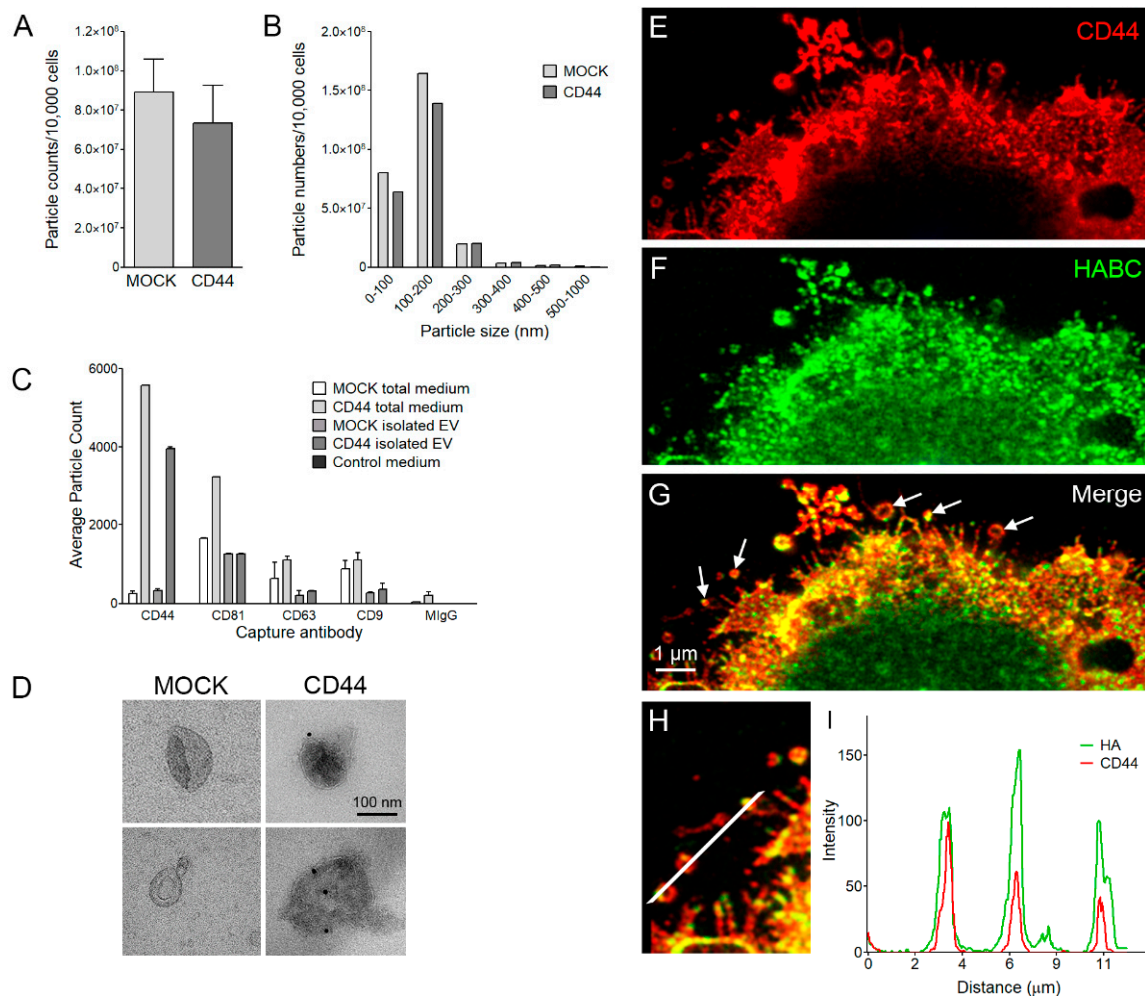 A
Particle counts/10,000 cells
1.2×10⁸
1.0×10⁸
8.0×10⁷
6.0×10⁷
4.0×10⁷
2.0×10⁷
0
MOCK CD44
B
Particle numbers/10,000 cells
2.0×10⁸
1.5×10⁸
1.0×10⁸
5.0×10⁷
0
MOCK
CD44
0-100 100-200 200-300 300-400 400-500 500-1000
Particle size (nm)
C
Average Particle Count
6000
4000
2000
0
MOCK total medium
CD44 total medium
MOCK isolated EV
CD44 isolated EV
Control medium
CD44 CD81 CD63 CD9 MIgG
Capture antibody
D
MOCK CD44
100 nm
E
CD44
F
HABC
G
Merge
1 µm
H
I
Intensity
150
100
50
0
HA
CD44
0 2 4 6 9 11
Distance (µm)